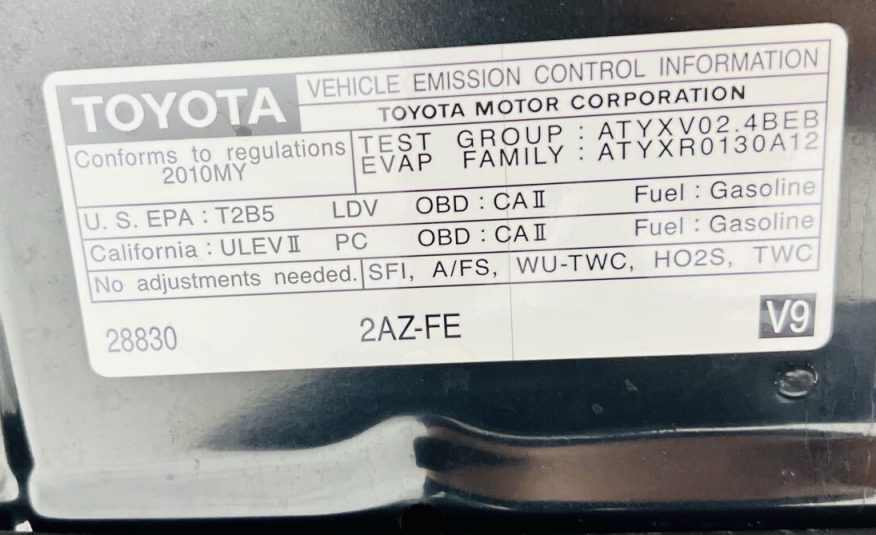 TOYOTA
VEHICLE EMISSION CONTROL INFORMATION
TOYOTA MOTOR CORPORATION
Conforms to regulations
2010MY
TEST GROUP : ATYXV02.4BEB
EVAP FAMILY : ATYXR0130A12
U. S. EPA : T2B5 LDV OBD : CAⅡ Fuel : Gasoline
California : ULEVⅡ PC OBD : CAⅡ Fuel : Gasoline
No adjustments needed. SFI, A/FS, WU-TWC, HO2S, TWC
28830 2AZ-FE V9